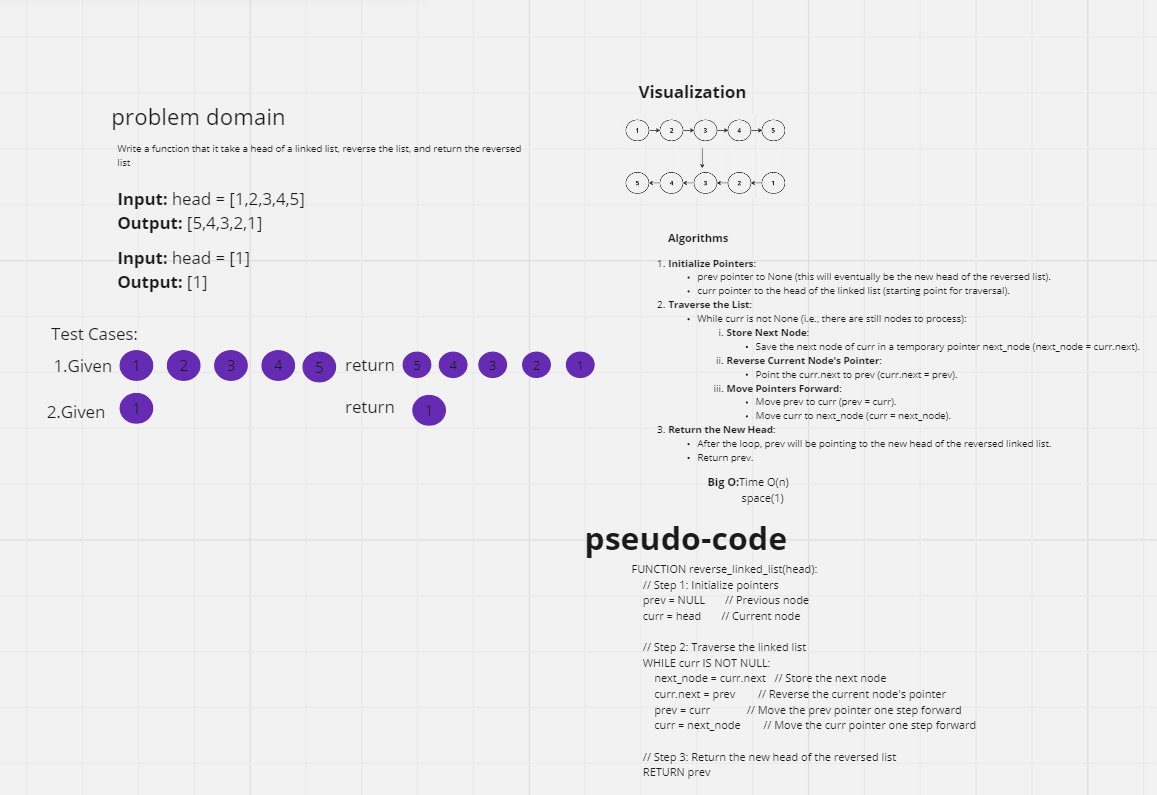 problem domain
Write a function that it take a head of a linked list, reverse the list, and return the reversed
list
Input: head = [1,2,3,4,5]
Output: [5,4,3,2,1]
Input: head = [1]
Output: [1]
Test Cases:
1.Given 1 2 3 4 5 return 5 4 3 2 1
2.Given 1 return 1
Visualization
1 2 3 4 5
5 4 3 2 1
Algorithms
1. Initialize Pointers:
• prev pointer to None (this will eventually be the new head of the reversed list).
• curr pointer to the head of the linked list (starting point for traversal).
2. Traverse the List:
• While curr is not None (i.e., there are still nodes to process):
i. Store Next Node:
• Save the next node of curr in a temporary pointer next_node (next_node = curr.next).
ii. Reverse Current Node's Pointer:
• Point the curr.next to prev (curr.next = prev).
iii. Move Pointers Forward:
• Move prev to curr (prev = curr).
• Move curr to next_node (curr = next_node).
3. Return the New Head:
• After the loop, prev will be pointing to the new head of the reversed linked list.
• Return prev.
Big O:Time O(n)
space(1)
pseudo-code
FUNCTION reverse_linked_list(head):
// Step 1: Initialize pointers
prev = NULL // Previous node
curr = head // Current node
// Step 2: Traverse the linked list
WHILE curr IS NOT NULL:
next_node = curr.next // Store the next node
curr.next = prev // Reverse the current node's pointer
prev = curr // Move the prev pointer one step forward
curr = next_node // Move the curr pointer one step forward
// Step 3: Return the new head of the reversed list
RETURN prev